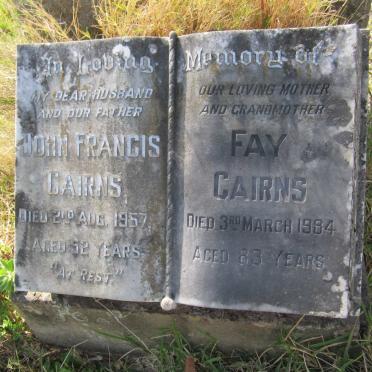 In Loving
Memory of
MY DEAR HUSBAND
AND OUR FATHER
JOHN FRANCIS
CAIRNS
DIED 2ND AUG. 1957.
AGED 52 YEARS
"AT REST."
OUR LOVING MOTHER
AND GRANDMOTHER
FAY
CAIRNS
DIED 3RD MARCH 1984
AGED 83 YEARS